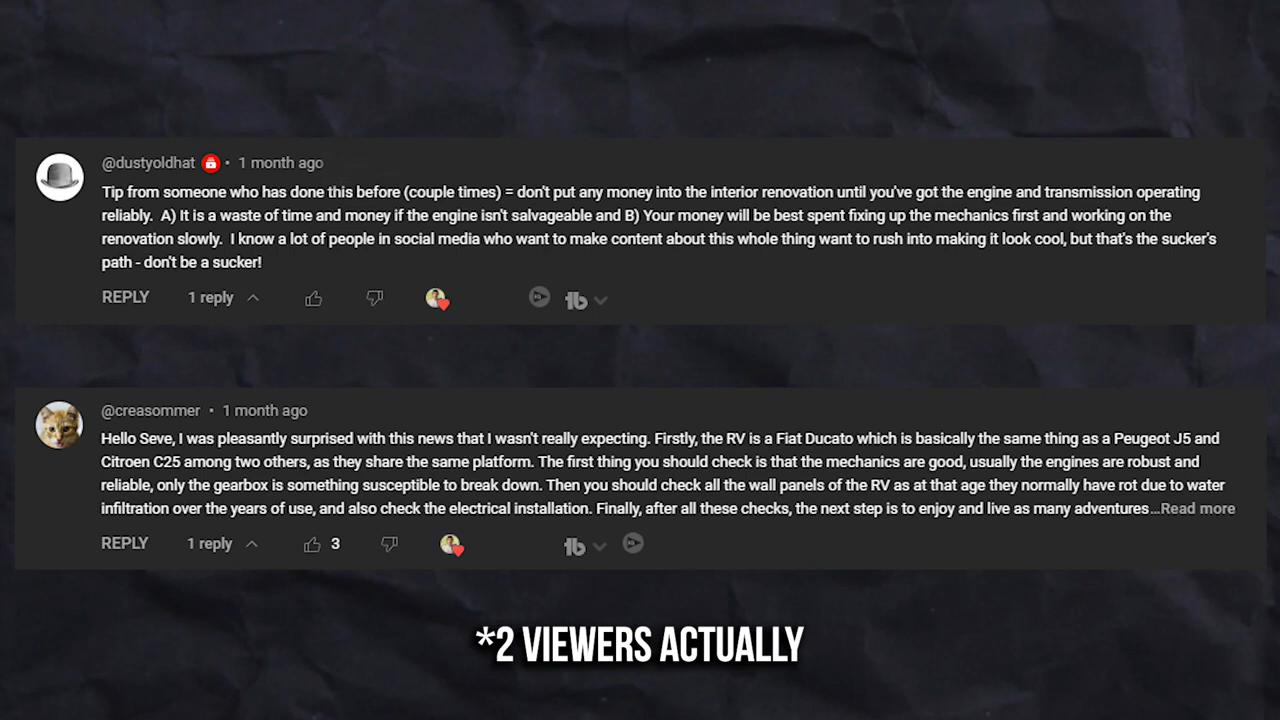 @dustyoldhat • 1 month ago
Tip from someone who has done this before (couple times) = don't put any money into the interior renovation until you've got the engine and transmission operating
reliably.  A) It is a waste of time and money if the engine isn't salvageable and B) Your money will be best spent fixing up the mechanics first and working on the
renovation slowly.  I know a lot of people in social media who want to make content about this whole thing want to rush into making it look cool, but that's the sucker's
path - don't be a sucker!
REPLY 1 reply
@creasommer • 1 month ago
Hello Seve, I was pleasantly surprised with this news that I wasn't really expecting. Firstly, the RV is a Fiat Ducato which is basically the same thing as a Peugeot J5 and
Citroen C25 among two others, as they share the same platform. The first thing you should check is that the mechanics are good, usually the engines are robust and
reliable, only the gearbox is something susceptible to break down. Then you should check all the wall panels of the RV as at that age they normally have rot due to water
infiltration over the years of use, and also check the electrical installation. Finally, after all these checks, the next step is to enjoy and live as many adventures...Read more
REPLY 1 reply 3
*2 VIEWERS ACTUALLY